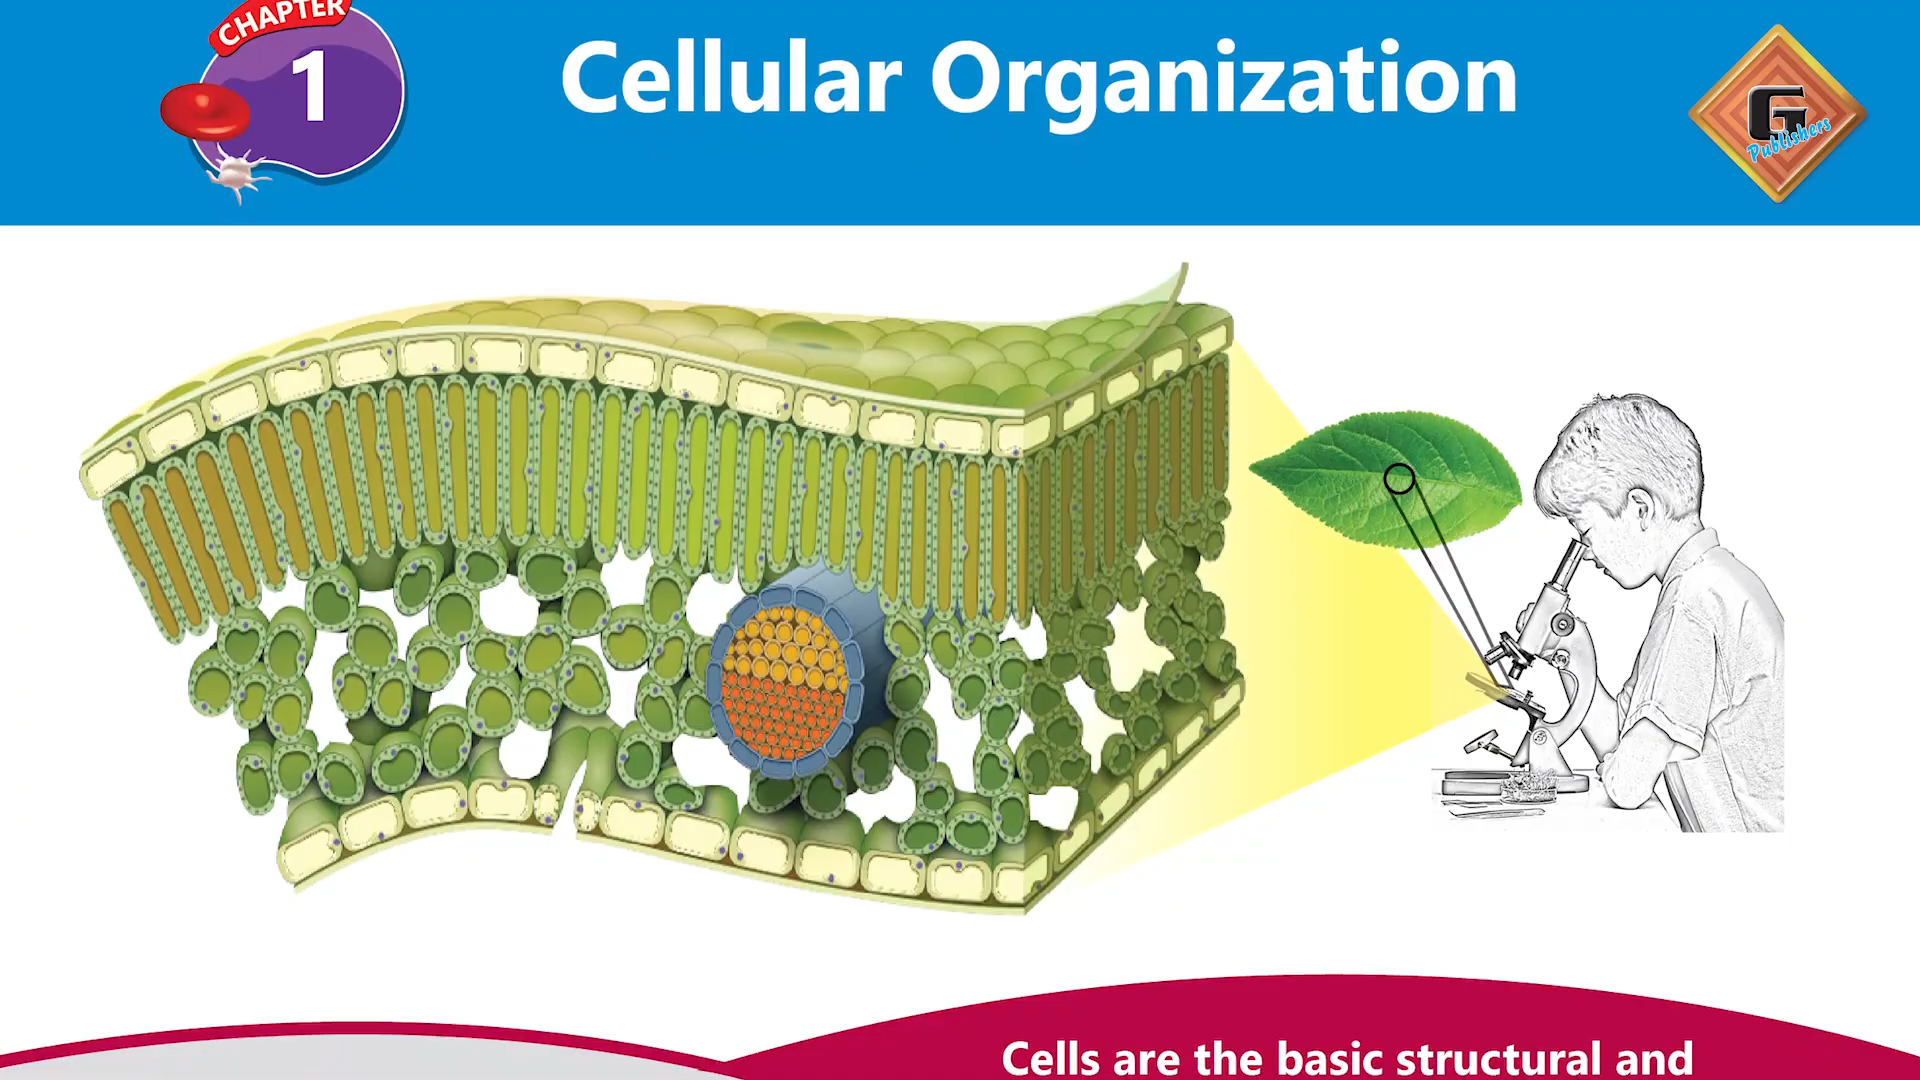 CHAPTER
1
Cellular Organization
G
Publishers
Cells are the basic structural and